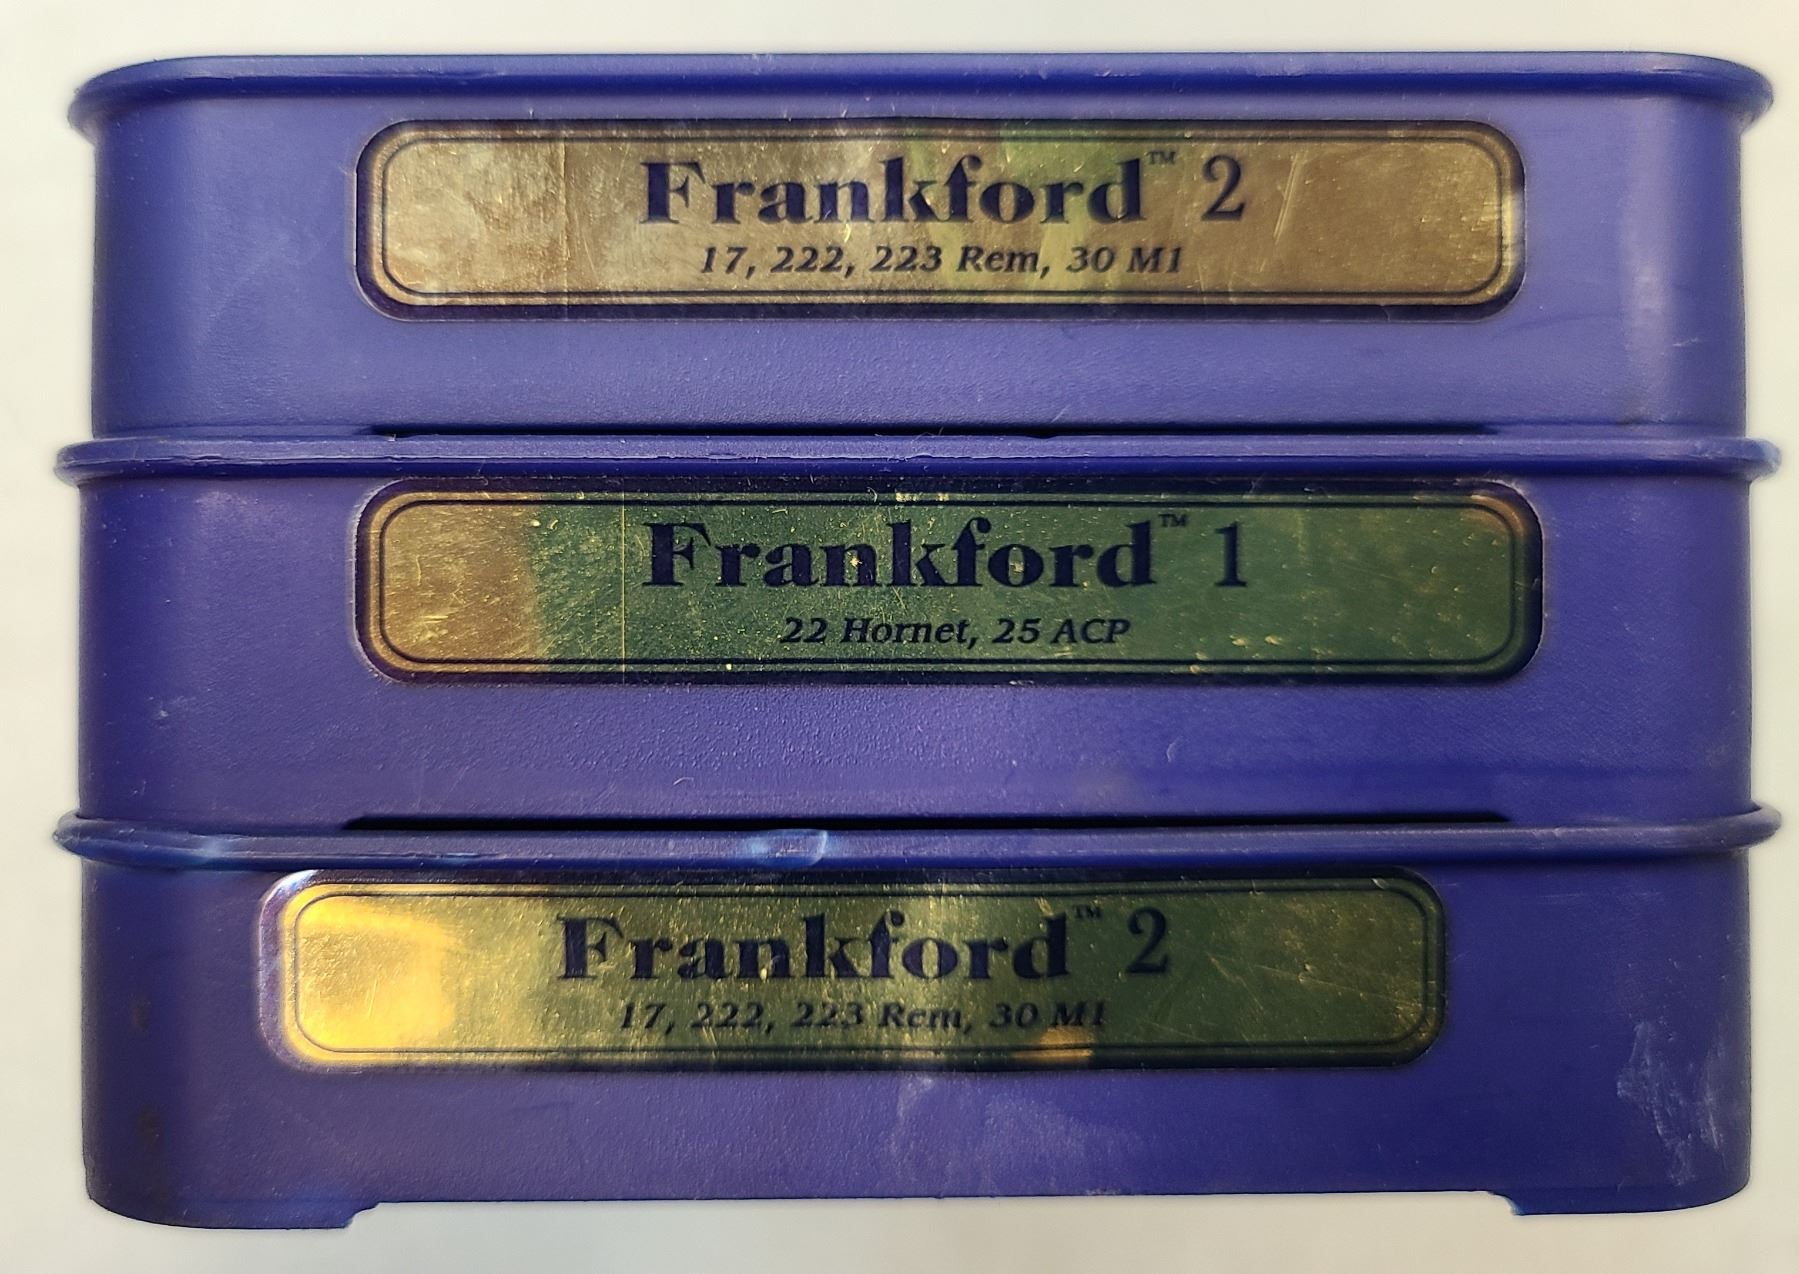 Frankford™ 2
17, 222, 223 Rem, 30 M1
Frankford™ 1
22 Hornet, 25 ACP
Frankford™ 2
17, 222, 223 Rem, 30 M1